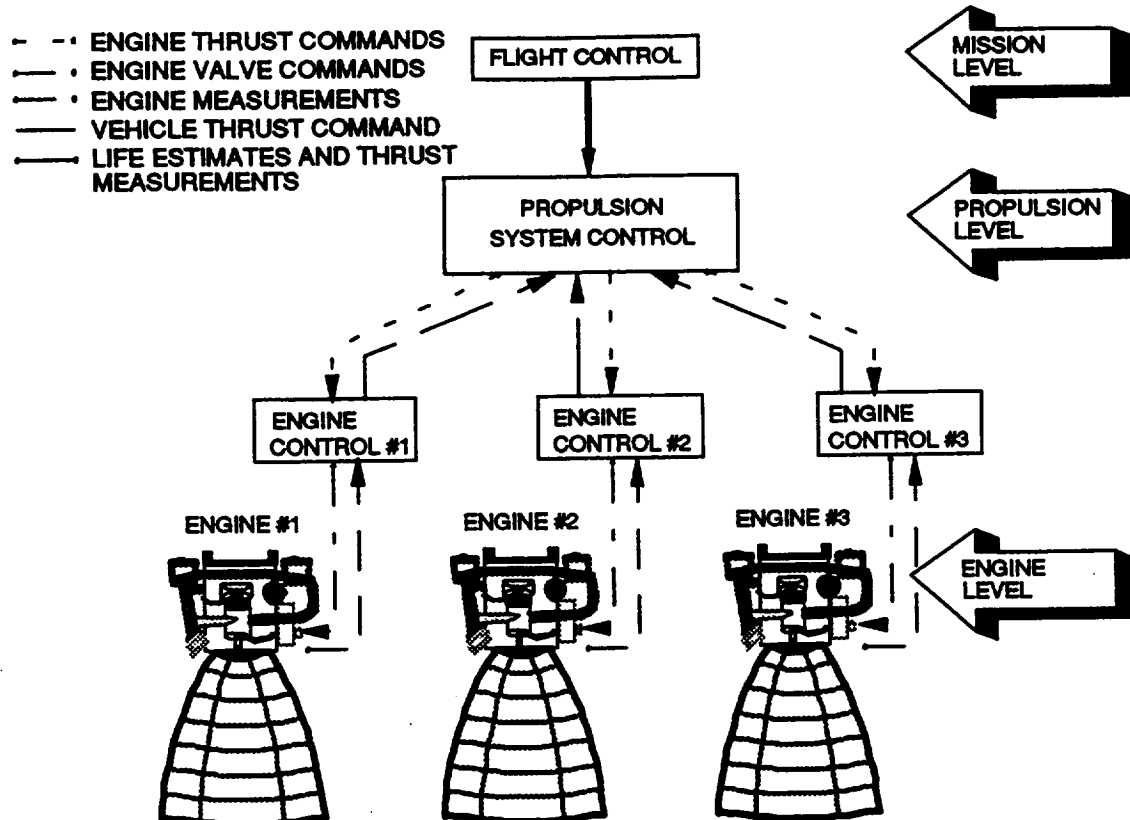 ENGINE THRUST COMMANDS
ENGINE VALVE COMMANDS
ENGINE MEASUREMENTS
VEHICLE THRUST COMMAND
LIFE ESTIMATES AND THRUST
MEASUREMENTS
FLIGHT CONTROL
MISSION
LEVEL
PROPULSION
SYSTEM CONTROL
PROPULSION
LEVEL
ENGINE
CONTROL #1
ENGINE
CONTROL #2
ENGINE
CONTROL #3
ENGINE #1
ENGINE #2
ENGINE #3
ENGINE
LEVEL